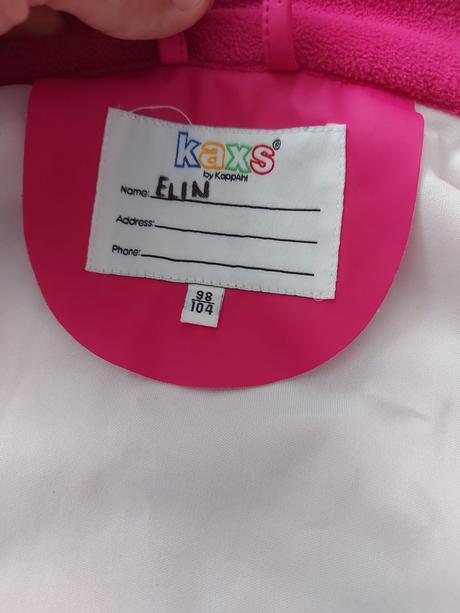 kaxs®
by KappAhl
Name: ELIN
Address:
Phone:
98
104